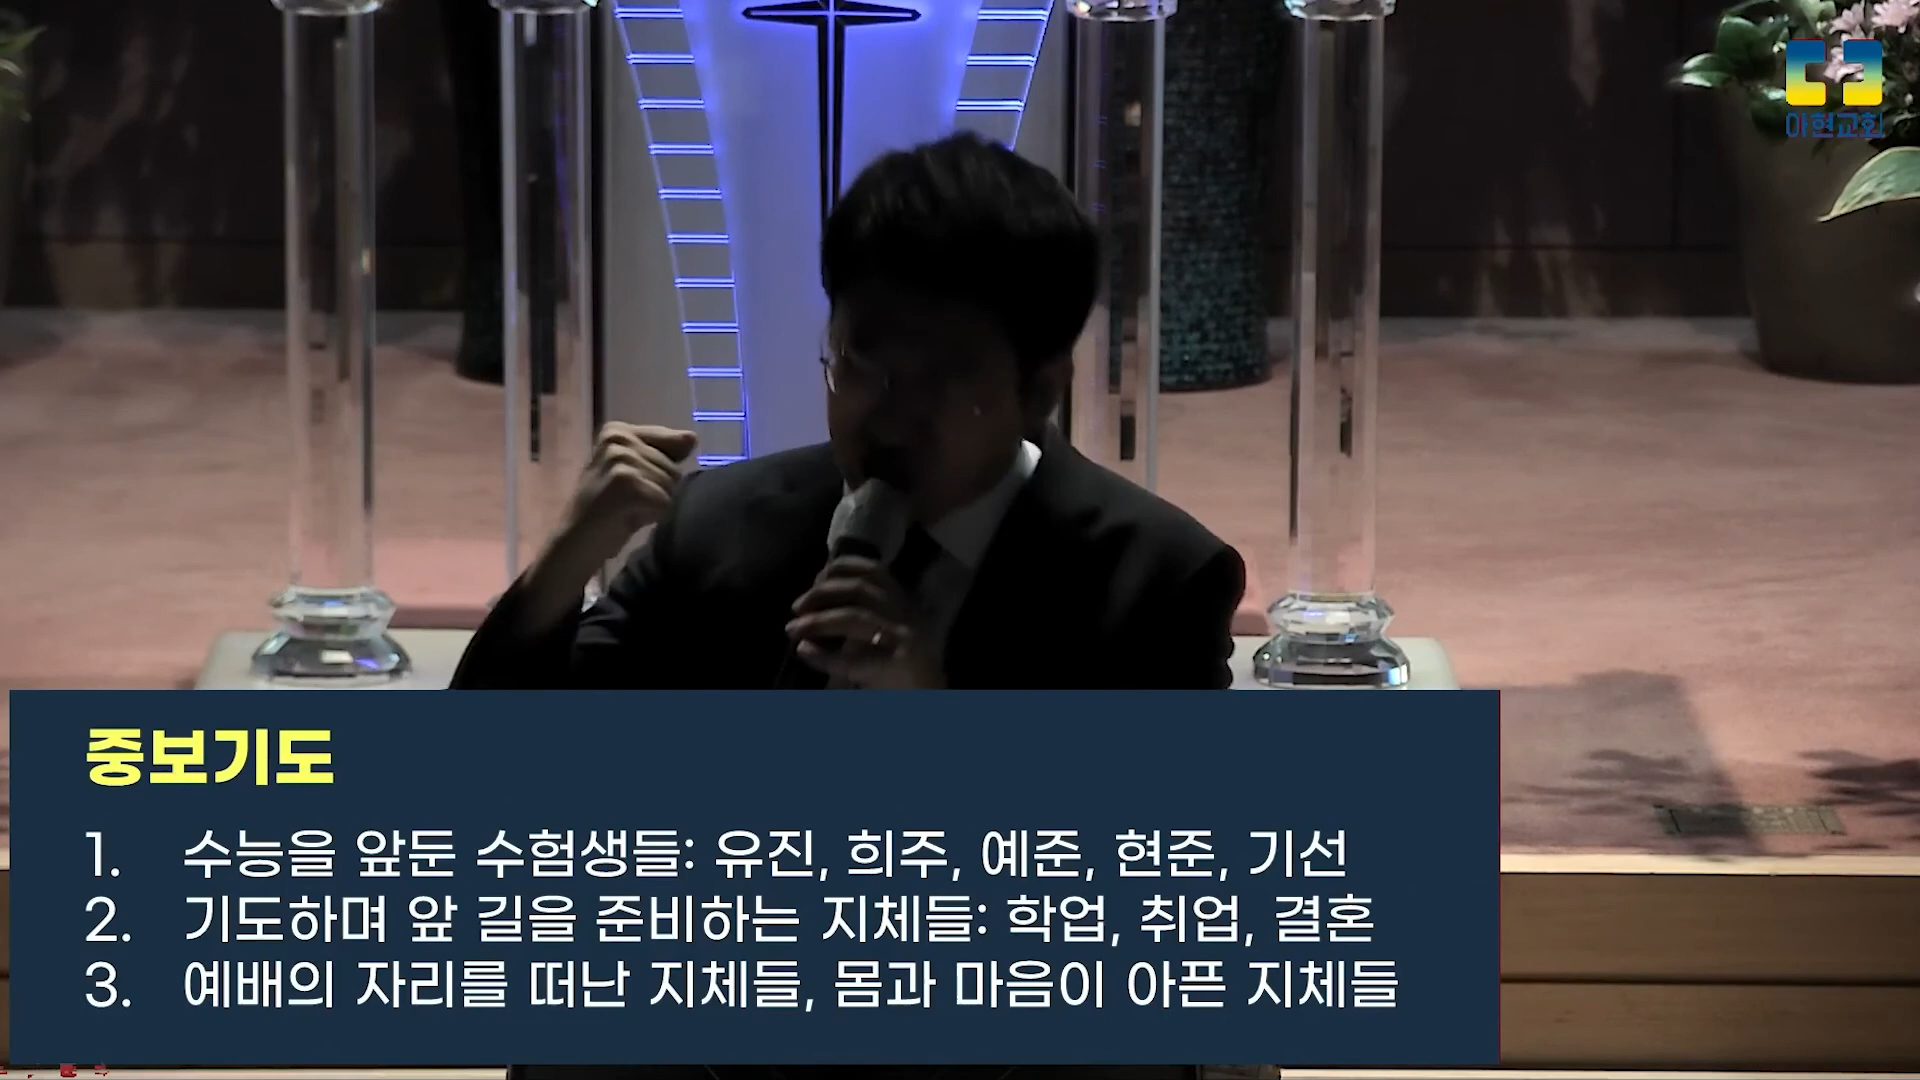 아현교회
중보기도
1. 수능을 앞둔 수험생들: 유진, 희주, 예준, 현준, 기선
2. 기도하며 앞 길을 준비하는 지체들: 학업, 취업, 결혼
3. 예배의 자리를 떠난 지체들, 몸과 마음이 아픈 지체들